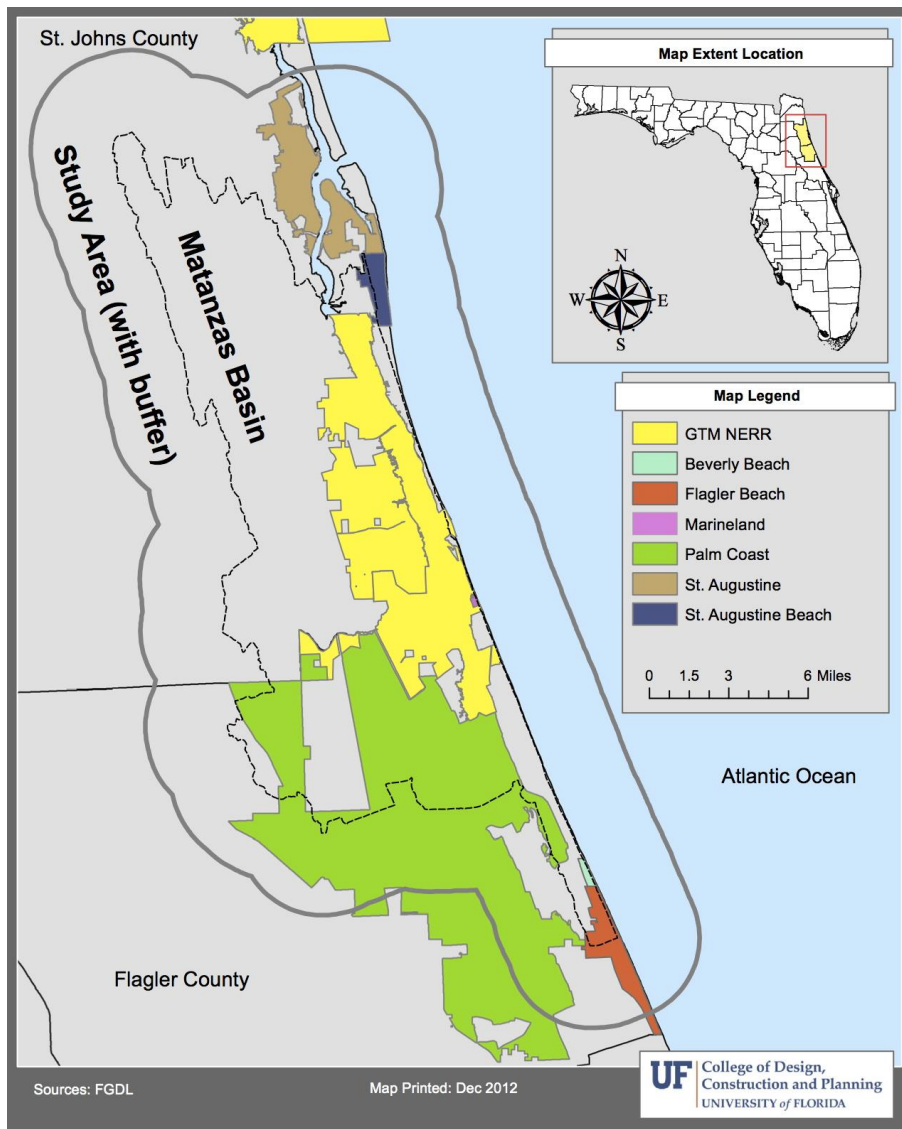 St. Johns County
Study Area (with buffer)
Matanzas Basin
Map Extent Location
N
W E
S
Map Legend
GTM NERR
Beverly Beach
Flagler Beach
Marineland
Palm Coast
St. Augustine
St. Augustine Beach
0 1.5 3 6 Miles
Atlantic Ocean
Flagler County
Sources: FGDL
Map Printed: Dec 2012
UF College of Design,
Construction and Planning
UNIVERSITY of FLORIDA